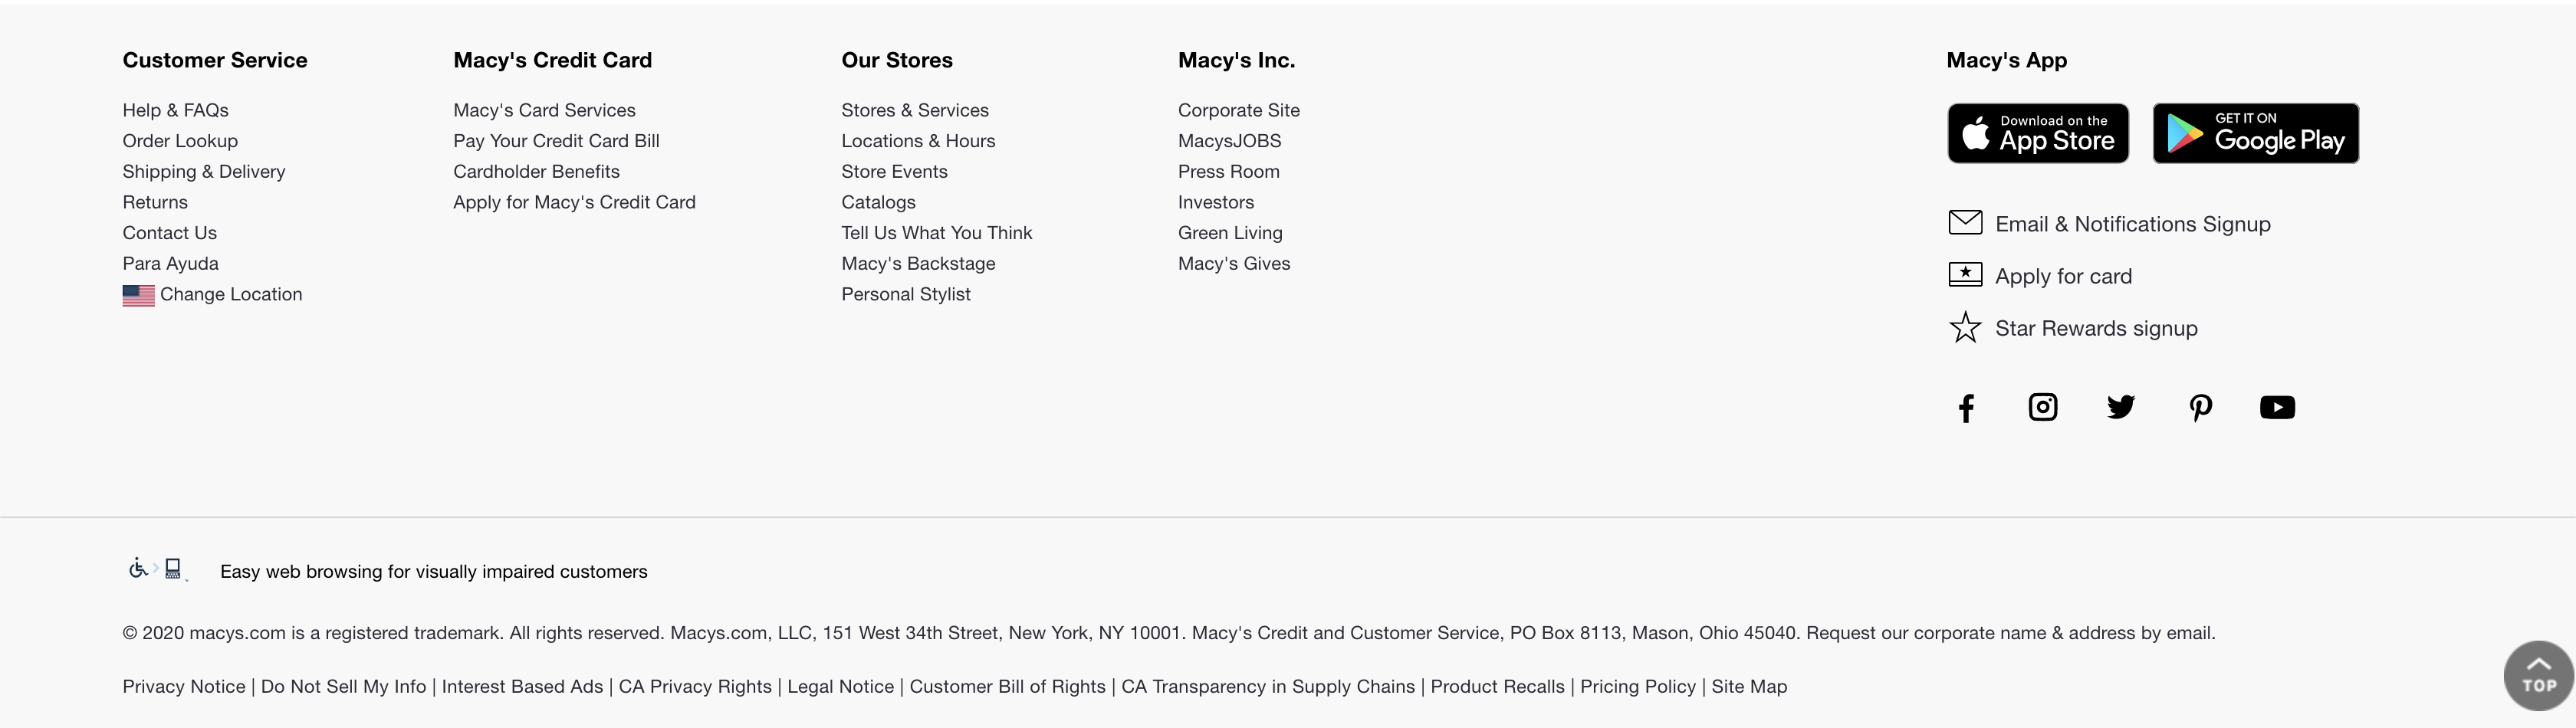 Customer Service
Help & FAQs
Order Lookup
Shipping & Delivery
Returns
Contact Us
Para Ayuda
Change Location
Macy's Credit Card
Macy's Card Services
Pay Your Credit Card Bill
Cardholder Benefits
Apply for Macy's Credit Card
Our Stores
Stores & Services
Locations & Hours
Store Events
Catalogs
Tell Us What You Think
Macy's Backstage
Personal Stylist
Macy's Inc.
Corporate Site
MacysJOBS
Press Room
Investors
Green Living
Macy's Gives
Macy's App
Download on the
App Store
GET IT ON
Google Play
Email & Notifications Signup
Apply for card
Star Rewards signup
Easy web browsing for visually impaired customers
© 2020 macys.com is a registered trademark. All rights reserved. Macys.com, LLC, 151 West 34th Street, New York, NY 10001. Macy's Credit and Customer Service, PO Box 8113, Mason, Ohio 45040. Request our corporate name & address by email.
Privacy Notice | Do Not Sell My Info | Interest Based Ads | CA Privacy Rights | Legal Notice | Customer Bill of Rights | CA Transparency in Supply Chains | Product Recalls | Pricing Policy | Site Map
TOP